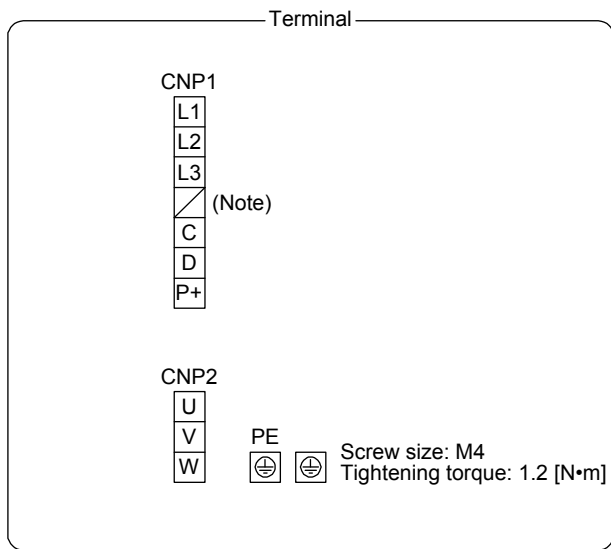 Terminal
CNP1
L1
L2
L3
(Note)
C
D
P+
CNP2
U
V
W
PE
Screw size: M4
Tightening torque: 1.2 [N•m]